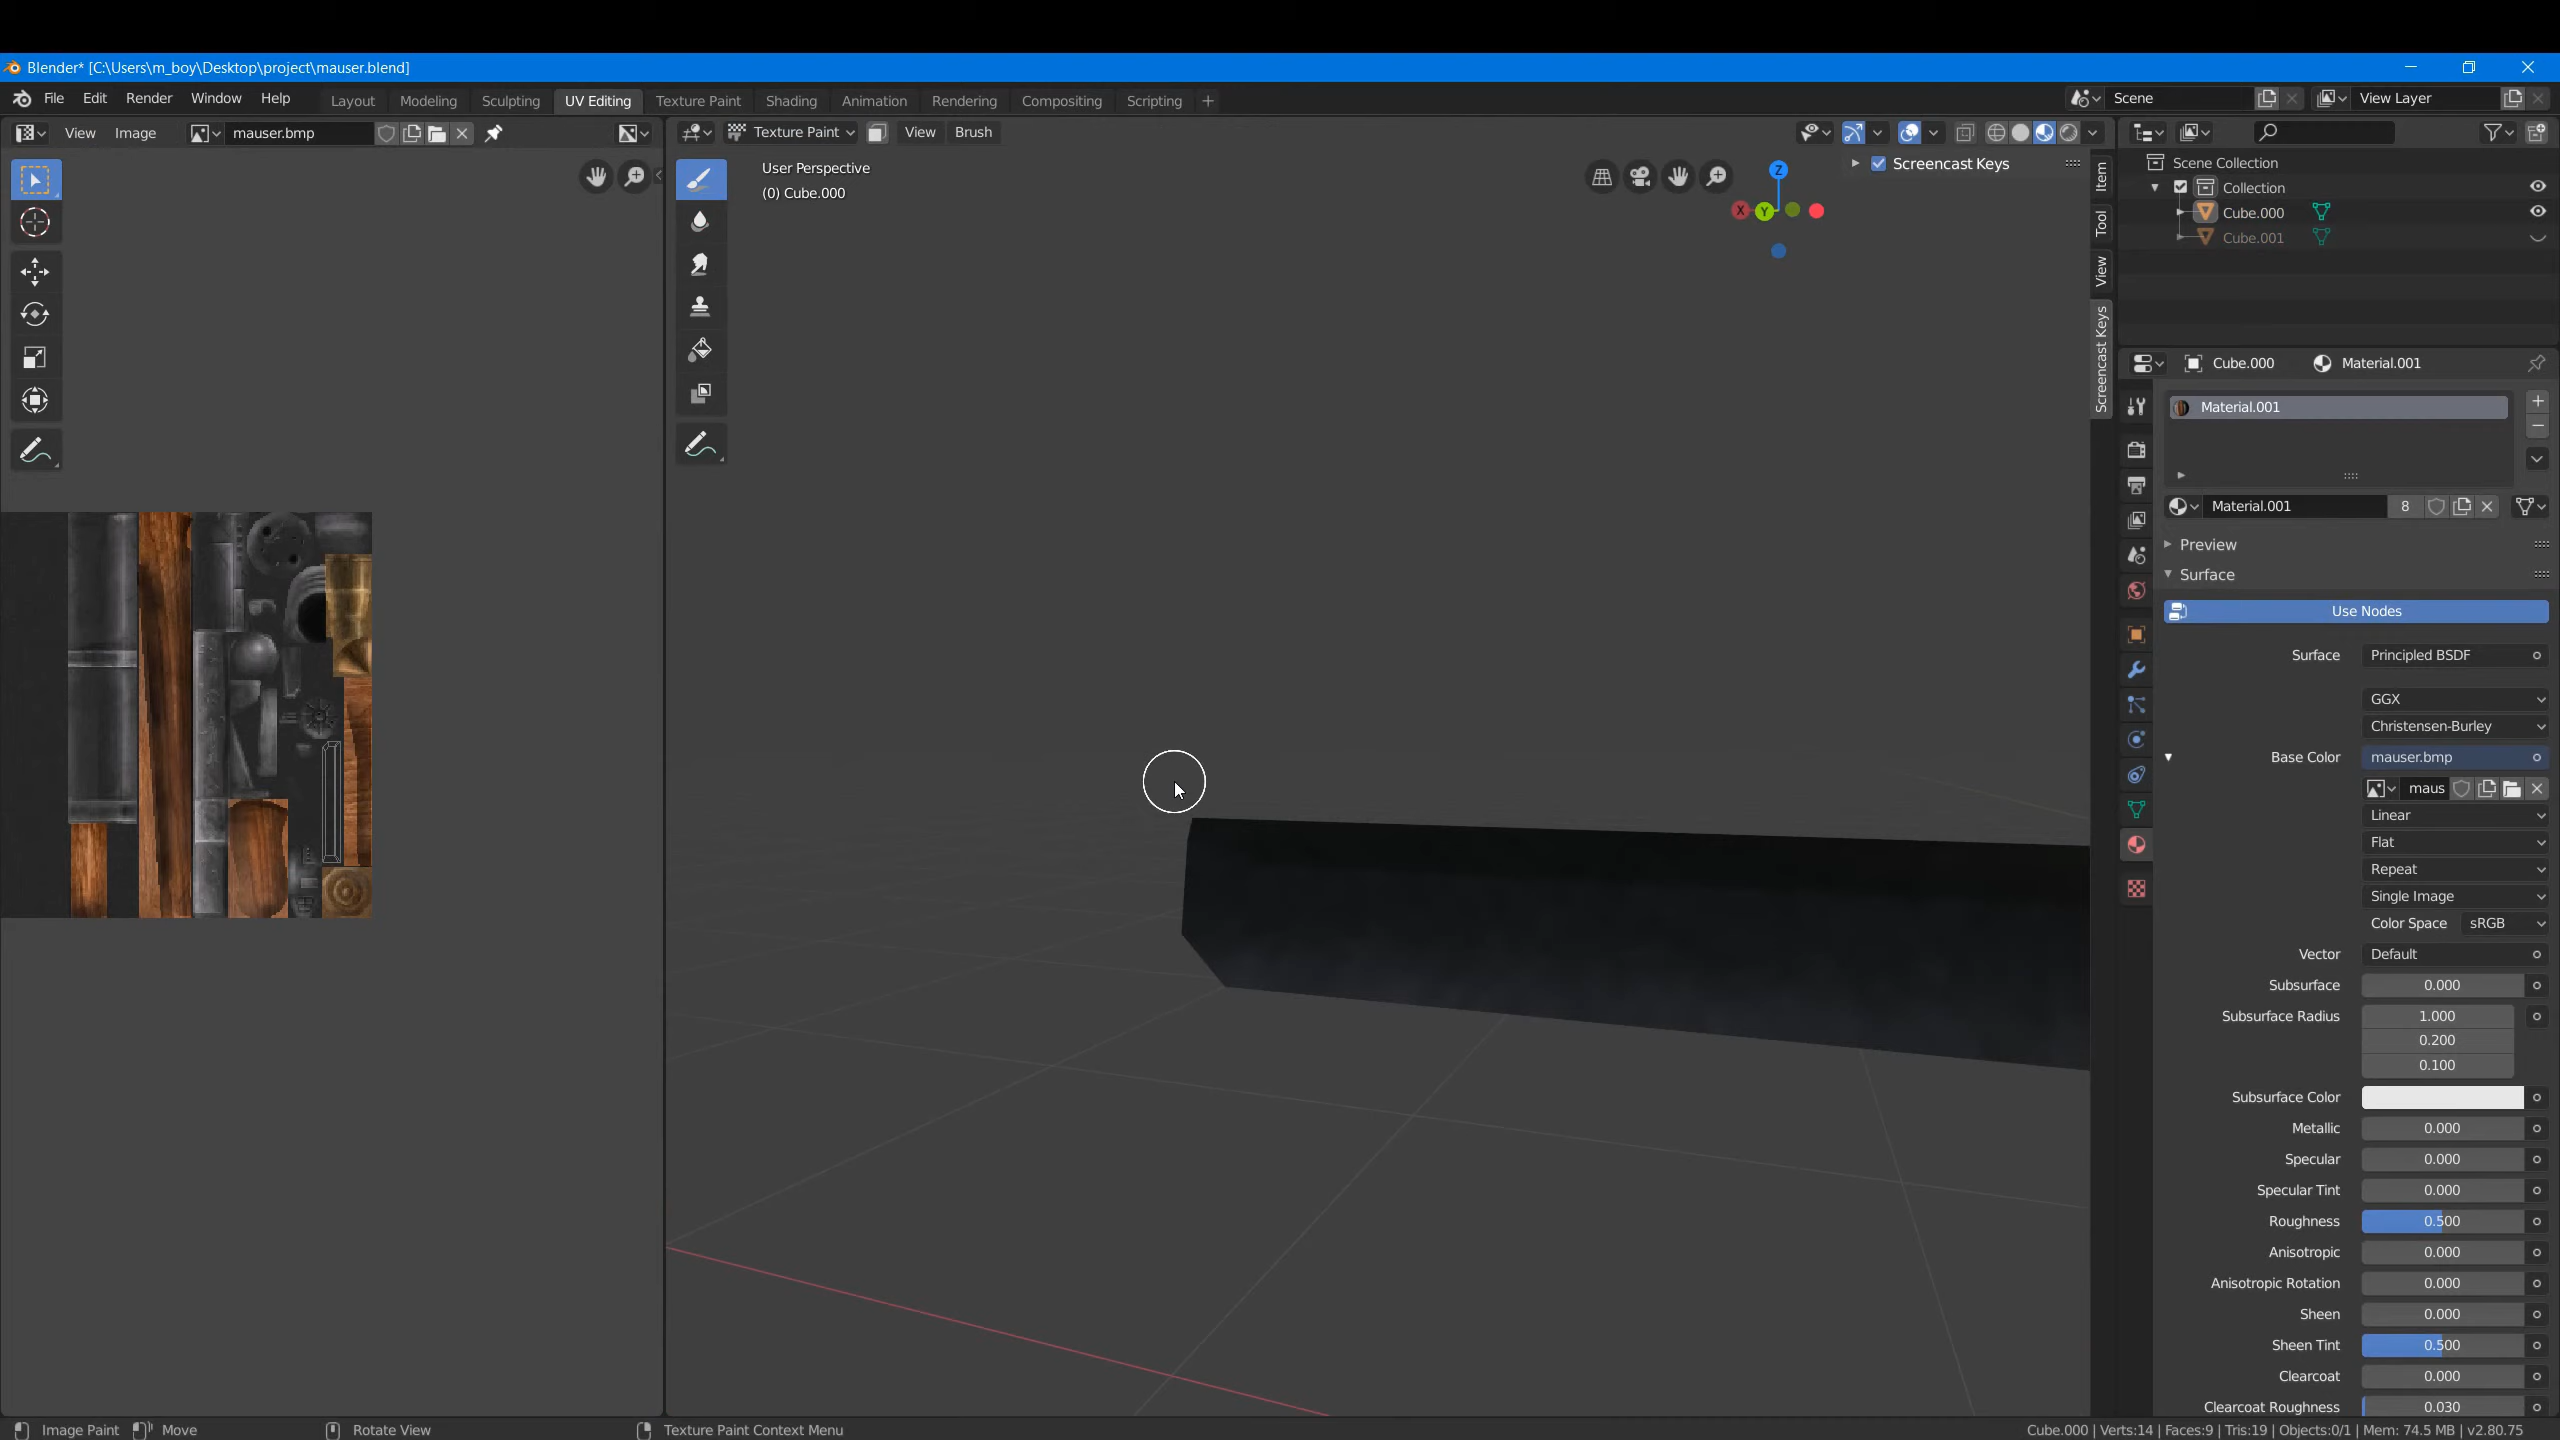 Blender* [C:\Users\m_boy\Desktop\project\mauser.blend]
File Edit Render Window Help Layout Modeling Sculpting UV Editing Texture Paint Shading Animation Rendering Compositing Scripting + Scene View Layer
View Image mauser.bmp Texture Paint View Brush
User Perspective
(0) Cube.000
Screencast Keys
X Y Z
Item
Tool
View
Screencast Keys
Scene Collection
Collection
Cube.000
Cube.001
Cube.000 Material.001
Material.001
Material.001 8
Preview
Surface
Use Nodes
Surface Principled BSDF
GGX
Christensen-Burley
Base Color mauser.bmp
maus
Linear
Flat
Repeat
Single Image
Color Space sRGB
Vector Default
Subsurface 0.000
Subsurface Radius 1.000
0.200
0.100
Subsurface Color
Metallic 0.000
Specular 0.000
Specular Tint 0.000
Roughness 0.500
Anisotropic 0.000
Anisotropic Rotation 0.000
Sheen 0.000
Sheen Tint 0.500
Clearcoat 0.000
Clearcoat Roughness 0.030
Image Paint Move Rotate View Texture Paint Context Menu Cube.000 | Verts:14 | Faces:9 | Tris:19 | Objects:0/1 | Mem: 74.5 MB | v2.80.75